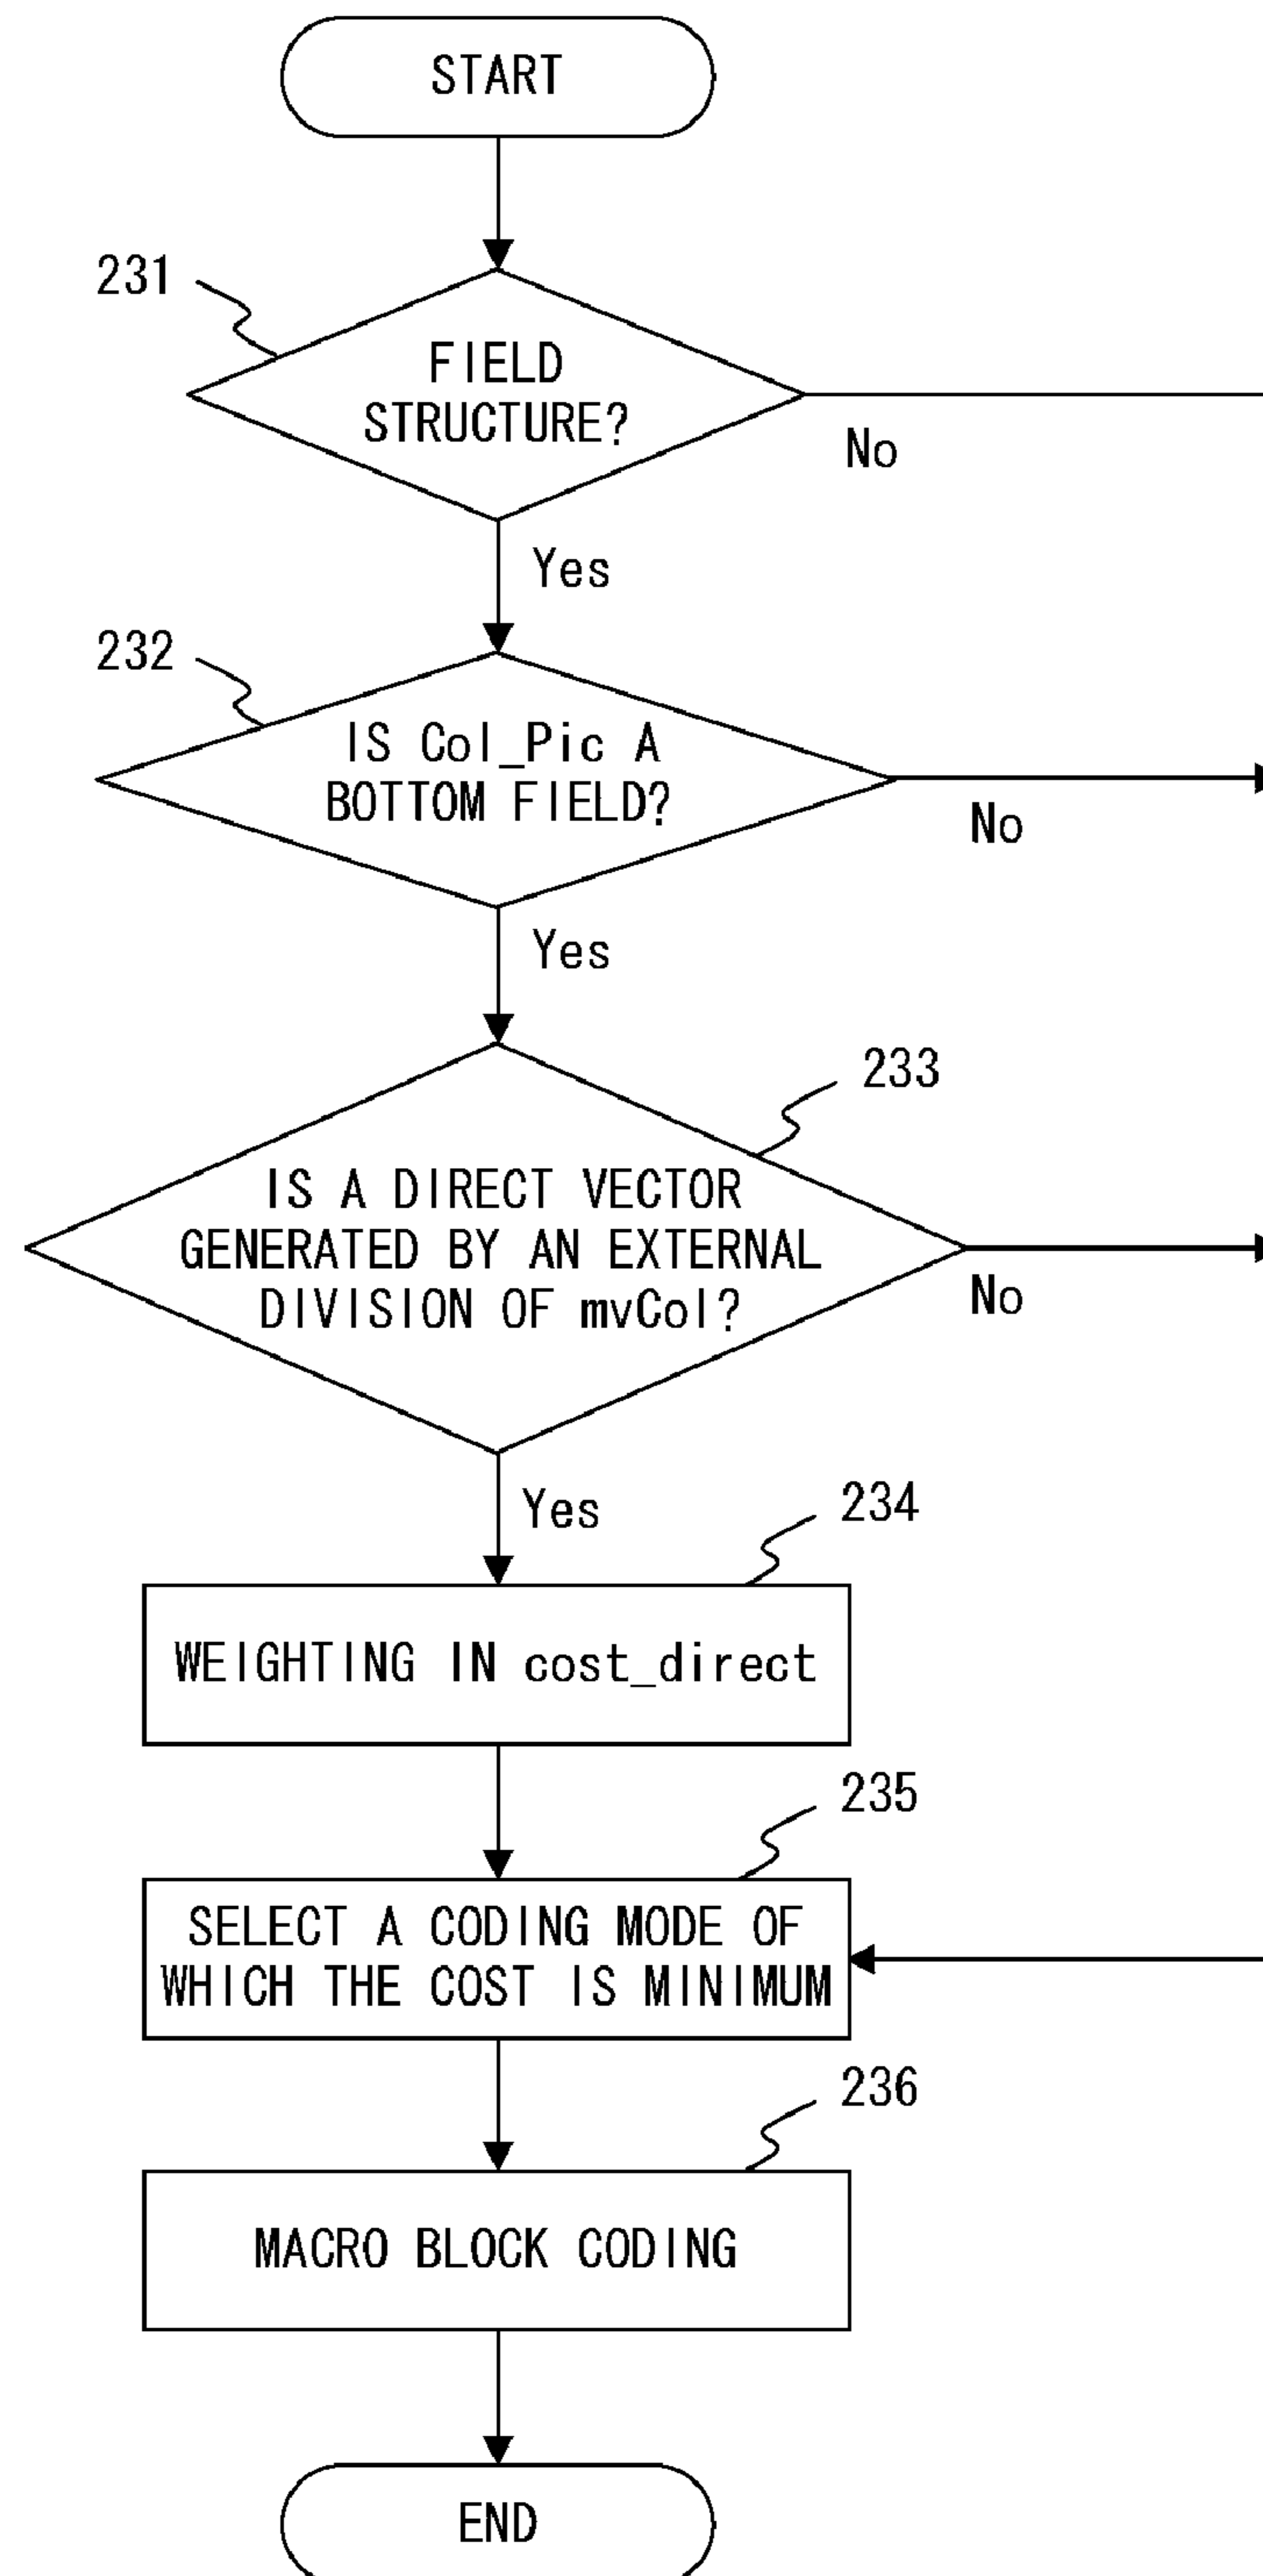 START
231
FIELD
STRUCTURE?
No
Yes
232
IS Col_Pic A
BOTTOM FIELD?
No
Yes
233
IS A DIRECT VECTOR
GENERATED BY AN EXTERNAL
DIVISION OF mvCol?
No
Yes
234
WEIGHTING IN cost_direct
235
SELECT A CODING MODE OF
WHICH THE COST IS MINIMUM
236
MACRO BLOCK CODING
END